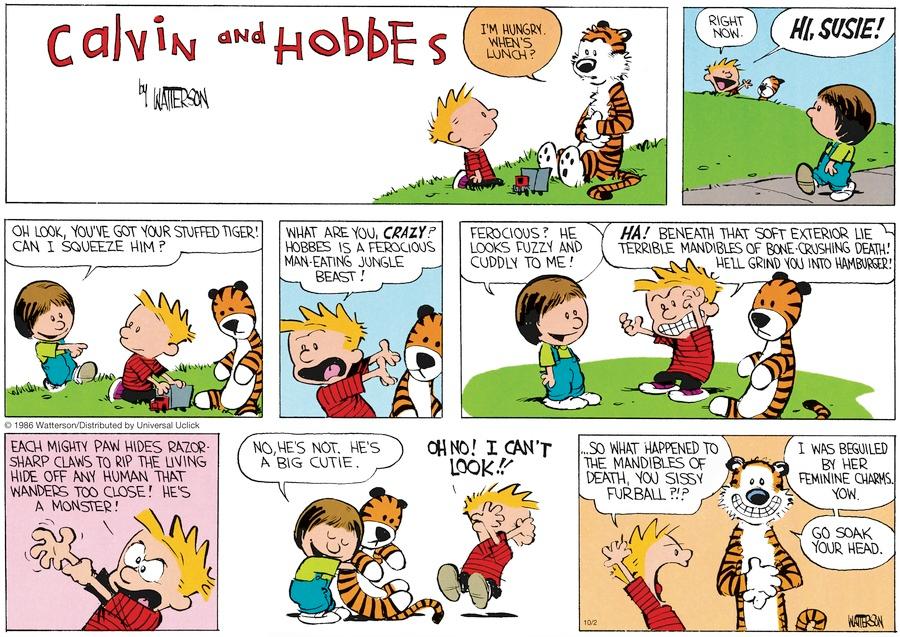 Calvin and Hobbes
by WATTERSON
I'M HUNGRY.
WHEN'S
LUNCH?
RIGHT
NOW.
HI, SUSIE!
OH LOOK, YOU'VE GOT YOUR STUFFED TIGER!
CAN I SQUEEZE HIM?
WHAT ARE YOU, CRAZY?
HOBBES IS A FEROCIOUS
MAN-EATING JUNGLE
BEAST!
FEROCIOUS? HE
LOOKS FUZZY AND
CUDDLY TO ME!
HA! BENEATH THAT SOFT EXTERIOR LIE
TERRIBLE MANDIBLES OF BONE-CRUSHING DEATH!
HE'LL GRIND YOU INTO HAMBURGER!
© 1986 Watterson/Distributed by Universal Uclick
EACH MIGHTY PAW HIDES RAZOR-
SHARP CLAWS TO RIP THE LIVING
HIDE OFF ANY HUMAN THAT
WANDERS TOO CLOSE! HE'S
A MONSTER!
NO, HE'S NOT. HE'S
A BIG CUTIE.
OH NO! I CAN'T
LOOK!!
...SO WHAT HAPPENED TO
THE MANDIBLES OF
DEATH, YOU SISSY
FURBALL?!?
I WAS BEGUILED
BY HER
FEMININE CHARMS.
YOW.
GO SOAK
YOUR HEAD.
10/2
WATTERSON